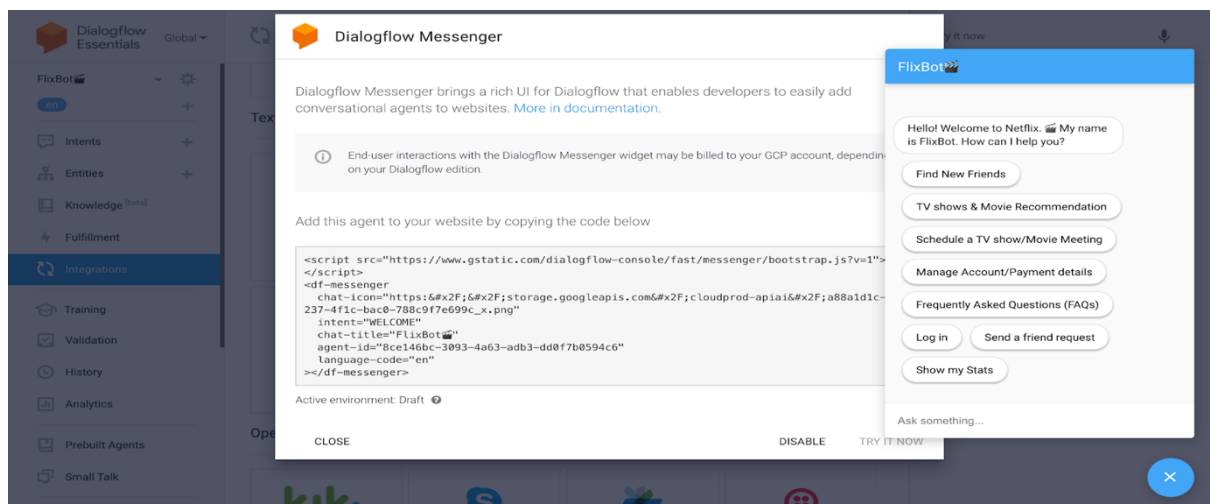 Dialogflow
Essentials
Global
FlixBot🎬
en
Intents
Entities
Knowledge [beta]
Fulfillment
Integrations
Training
Validation
History
Analytics
Prebuilt Agents
Small Talk
Tex
Ope
Dialogflow Messenger
Dialogflow Messenger brings a rich UI for Dialogflow that enables developers to easily add
conversational agents to websites. More in documentation.
End-user interactions with the Dialogflow Messenger widget may be billed to your GCP account, dependin
on your Dialogflow edition.
Add this agent to your website by copying the code below
<script src="https://www.gstatic.com/dialogflow-console/fast/messenger/bootstrap.js?v=1">
</script>
<df-messenger
chat-icon="https:&#x2F;&#x2F;storage.googleapis.com&#x2F;cloudprod-apiai&#x2F;a88a1d1c-
237-4f1c-bac0-788c9f7e699c_x.png"
intent="WELCOME"
chat-title="FlixBot🎬"
agent-id="8ce146bc-3093-4a63-adb3-dd0f7b0594c6"
language-code="en"
></df-messenger>
Active environment: Draft
CLOSE
DISABLE
TRY IT NOW
y it now
FlixBot🎬
Hello! Welcome to Netflix. 🎬 My name
is FlixBot. How can I help you?
Find New Friends
TV shows & Movie Recommendation
Schedule a TV show/Movie Meeting
Manage Account/Payment details
Frequently Asked Questions (FAQs)
Log in
Send a friend request
Show my Stats
Ask something...
kik